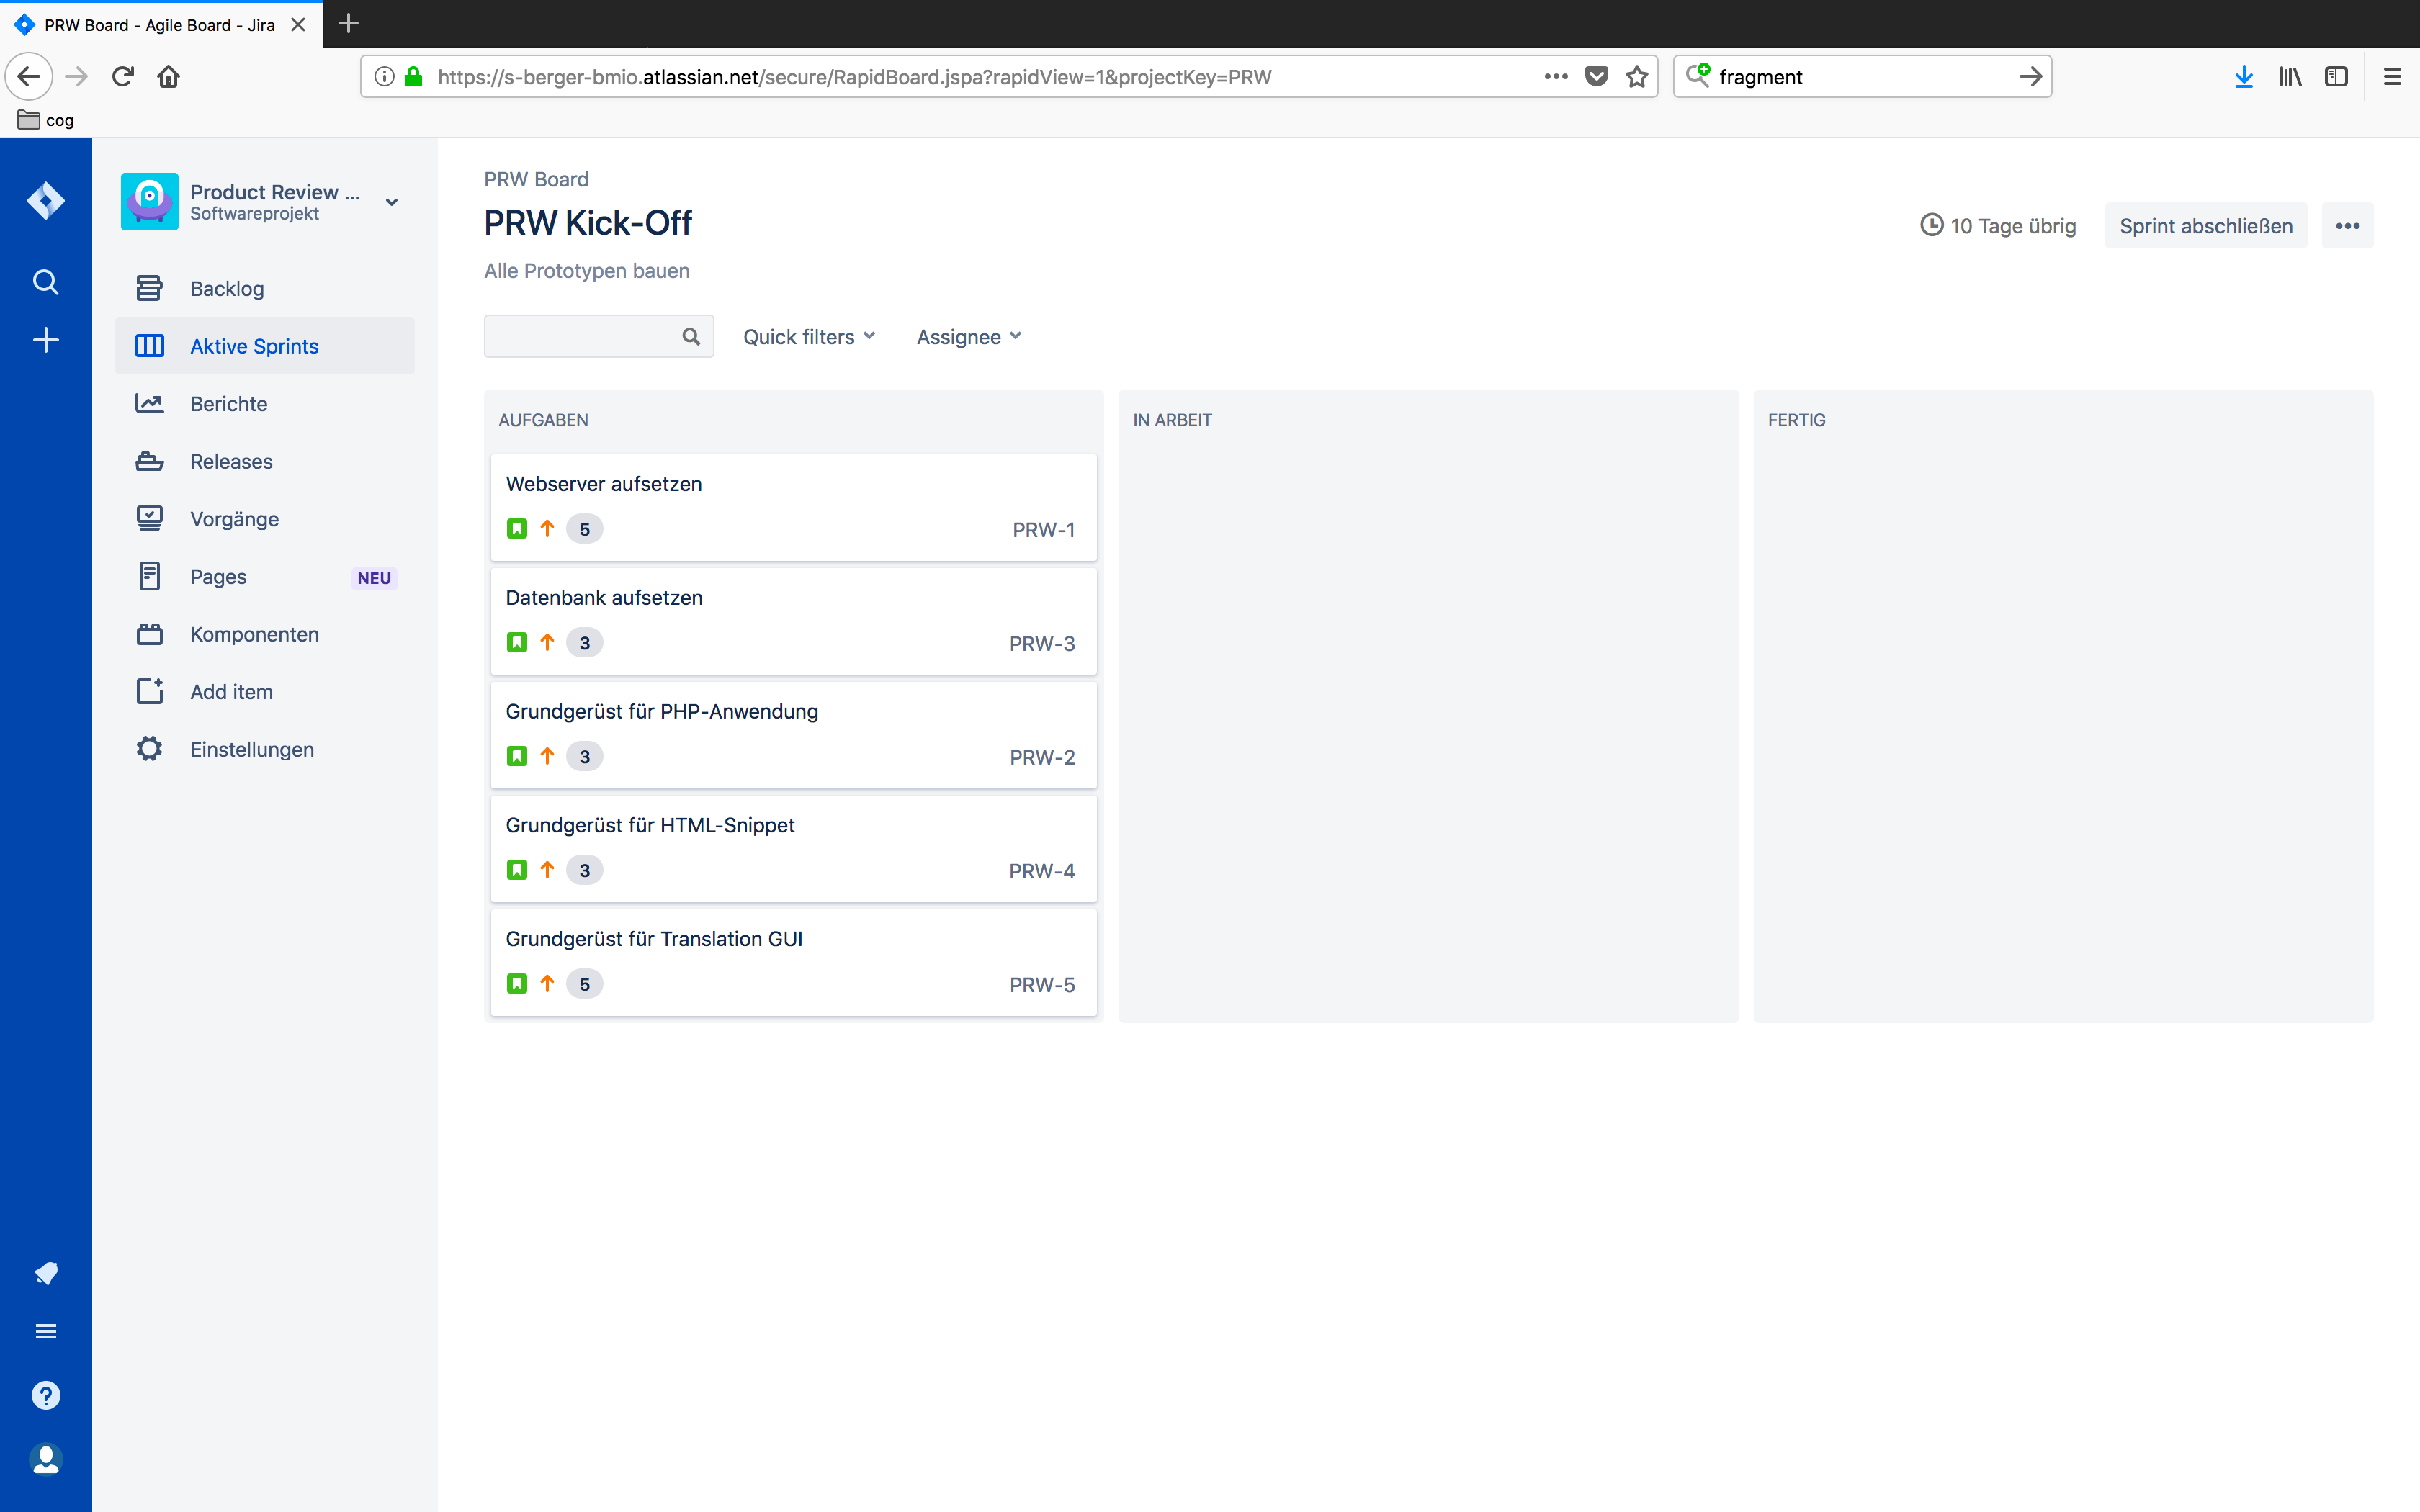 PRW Board - Agile Board - Jira
https://s-berger-bmio.atlassian.net/secure/RapidBoard.jspa?rapidView=1&projectKey=PRW
fragment
cog
Product Review ...
Softwareprojekt
Backlog
Aktive Sprints
Berichte
Releases
Vorgänge
Pages NEU
Komponenten
Add item
Einstellungen
PRW Board
PRW Kick-Off
10 Tage übrig
Sprint abschließen
Alle Prototypen bauen
Quick filters
Assignee
AUFGABEN
Webserver aufsetzen
5 PRW-1
Datenbank aufsetzen
3 PRW-3
Grundgerüst für PHP-Anwendung
3 PRW-2
Grundgerüst für HTML-Snippet
3 PRW-4
Grundgerüst für Translation GUI
5 PRW-5
IN ARBEIT
FERTIG